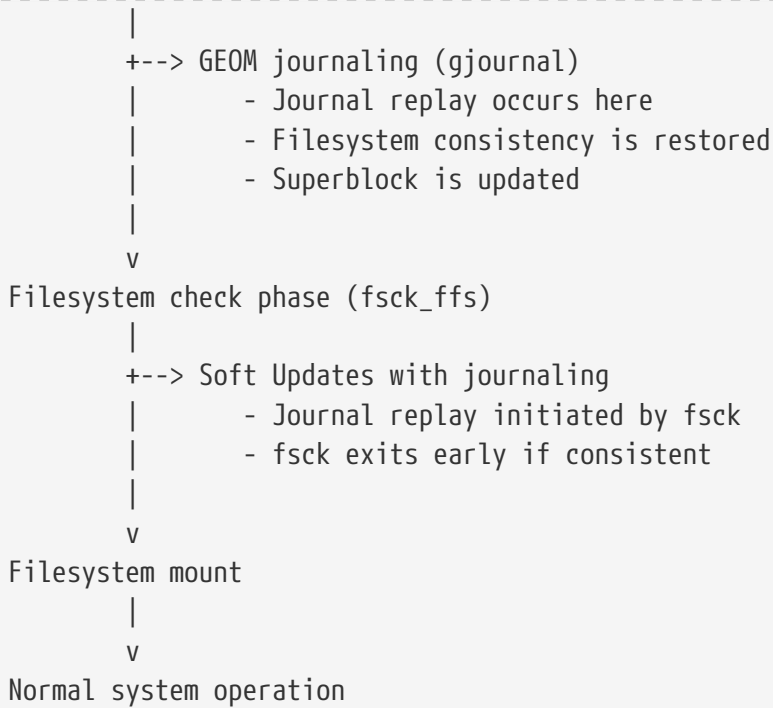 |
+--> GEOM journaling (gjournal)
| - Journal replay occurs here
| - Filesystem consistency is restored
| - Superblock is updated
|
v
Filesystem check phase (fsck_ffs)
|
+--> Soft Updates with journaling
| - Journal replay initiated by fsck
| - fsck exits early if consistent
|
v
Filesystem mount
|
v
Normal system operation